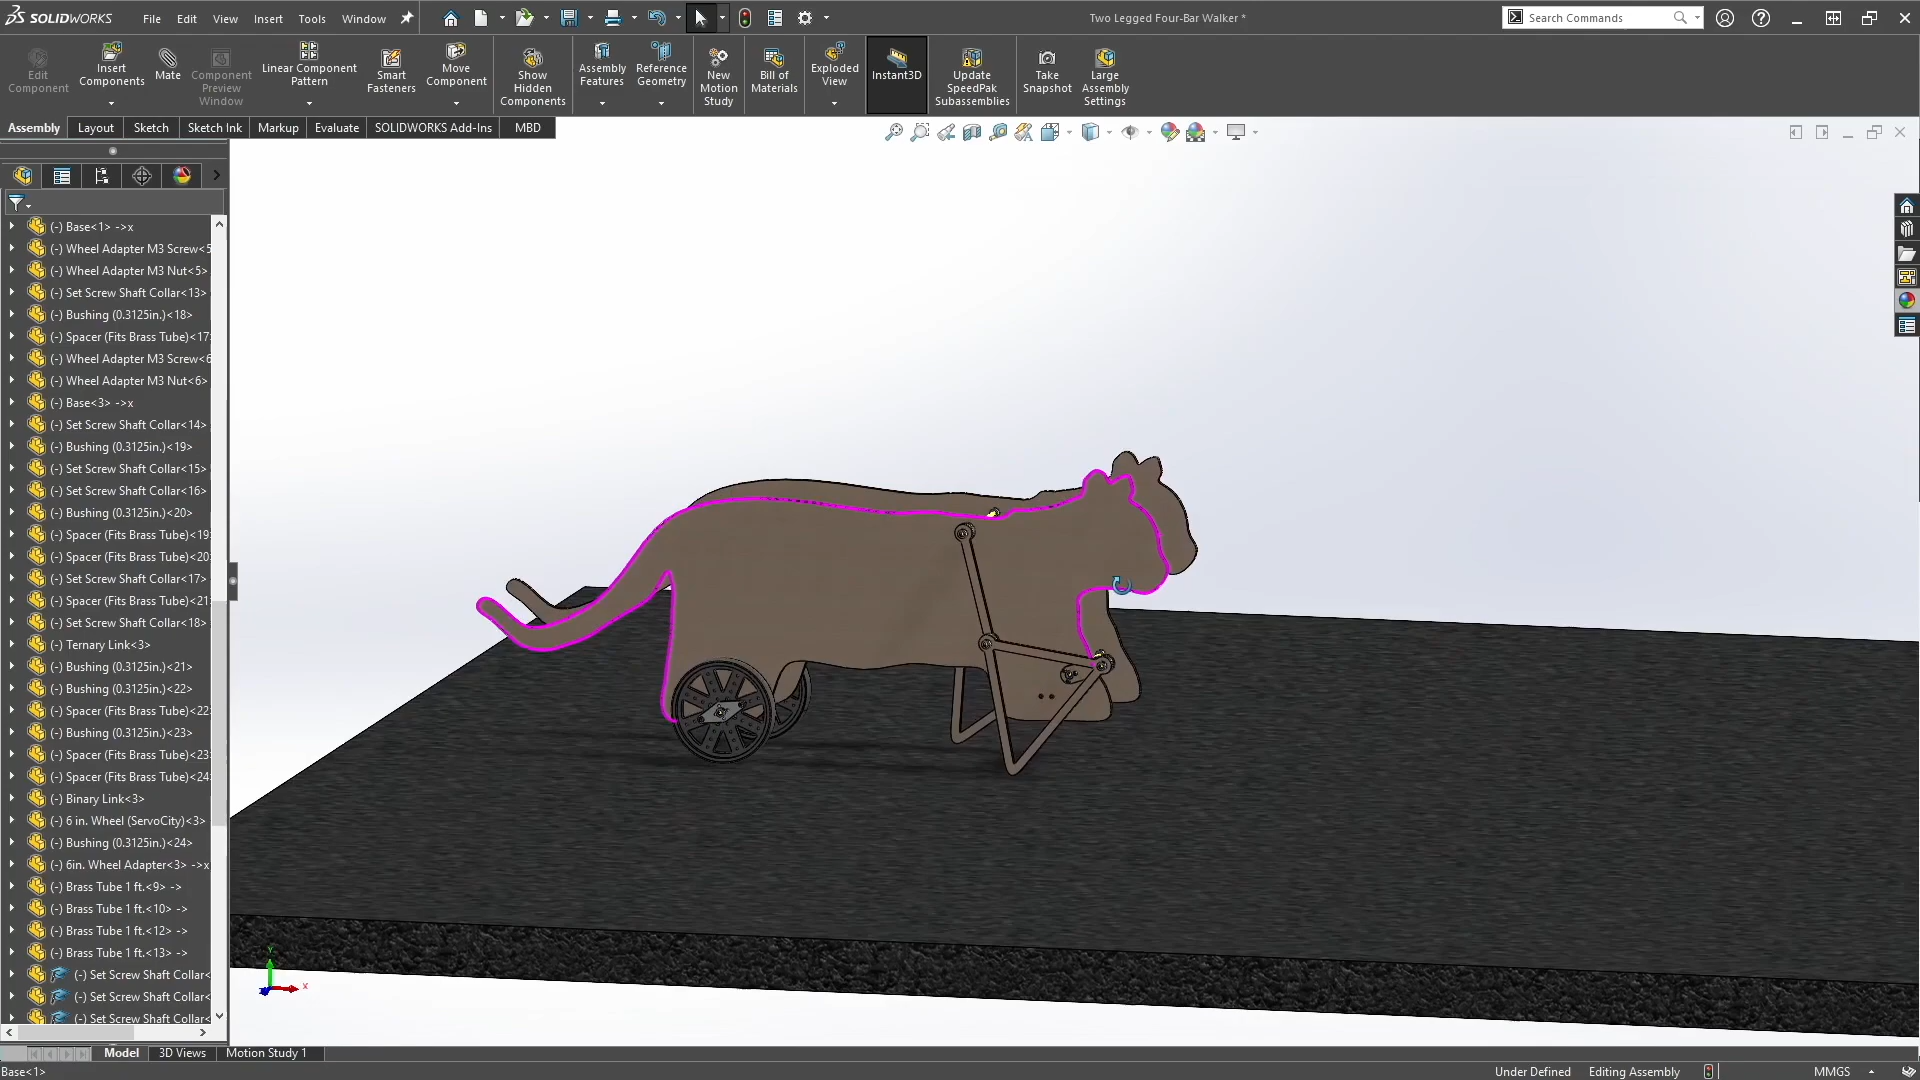 SOLIDWORKS
File
Edit
View
Insert
Tools
Window
Two Legged Four-Bar Walker *
Search Commands
Edit
Component
Insert
Components
Mate
Component
Preview
Window
Linear Component
Pattern
Smart
Fasteners
Move
Component
Show
Hidden
Components
Assembly
Features
Reference
Geometry
New
Motion
Study
Bill of
Materials
Exploded
View
Instant3D
Update
SpeedPak
Subassemblies
Take
Snapshot
Large
Assembly
Settings
Assembly
Layout
Sketch
Sketch Ink
Markup
Evaluate
SOLIDWORKS Add-Ins
MBD
(-) Base<1> ->x
(-) Wheel Adapter M3 Screw<5
(-) Wheel Adapter M3 Nut<5>
(-) Set Screw Shaft Collar<13>
(-) Bushing (0.3125in.)<18>
(-) Spacer (Fits Brass Tube)<17
(-) Wheel Adapter M3 Screw<6
(-) Wheel Adapter M3 Nut<6>
(-) Base<3> ->x
(-) Set Screw Shaft Collar<14>
(-) Bushing (0.3125in.)<19>
(-) Set Screw Shaft Collar<15>
(-) Set Screw Shaft Collar<16>
(-) Bushing (0.3125in.)<20>
(-) Spacer (Fits Brass Tube)<19
(-) Spacer (Fits Brass Tube)<20
(-) Set Screw Shaft Collar<17>
(-) Spacer (Fits Brass Tube)<21
(-) Set Screw Shaft Collar<18>
(-) Ternary Link<3>
(-) Bushing (0.3125in.)<21>
(-) Bushing (0.3125in.)<22>
(-) Spacer (Fits Brass Tube)<22
(-) Bushing (0.3125in.)<23>
(-) Spacer (Fits Brass Tube)<23
(-) Spacer (Fits Brass Tube)<24
(-) Binary Link<3>
(-) 6 in. Wheel (ServoCity)<3>
(-) Bushing (0.3125in.)<24>
(-) 6in. Wheel Adapter<3> ->x
(-) Brass Tube 1 ft.<9> ->
(-) Brass Tube 1 ft.<10> ->
(-) Brass Tube 1 ft.<12> ->
(-) Brass Tube 1 ft.<13> ->
(-) Set Screw Shaft Collar<
(-) Set Screw Shaft Collar<
(-) Set Screw Shaft Collar<
Y
X
Model
3D Views
Motion Study 1
Base<1>
Under Defined
Editing Assembly
MMGS